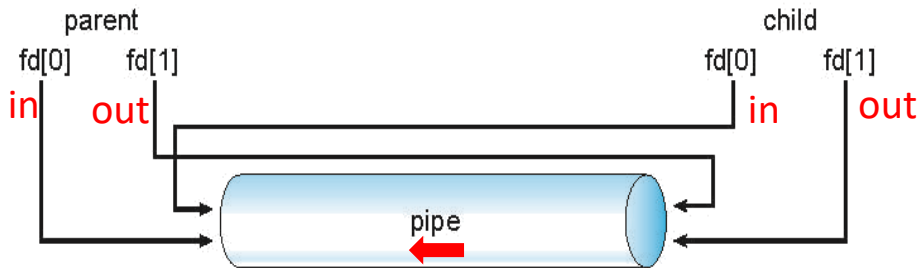 parent child
fd[0] fd[1] fd[0] fd[1]
in out in out
pipe